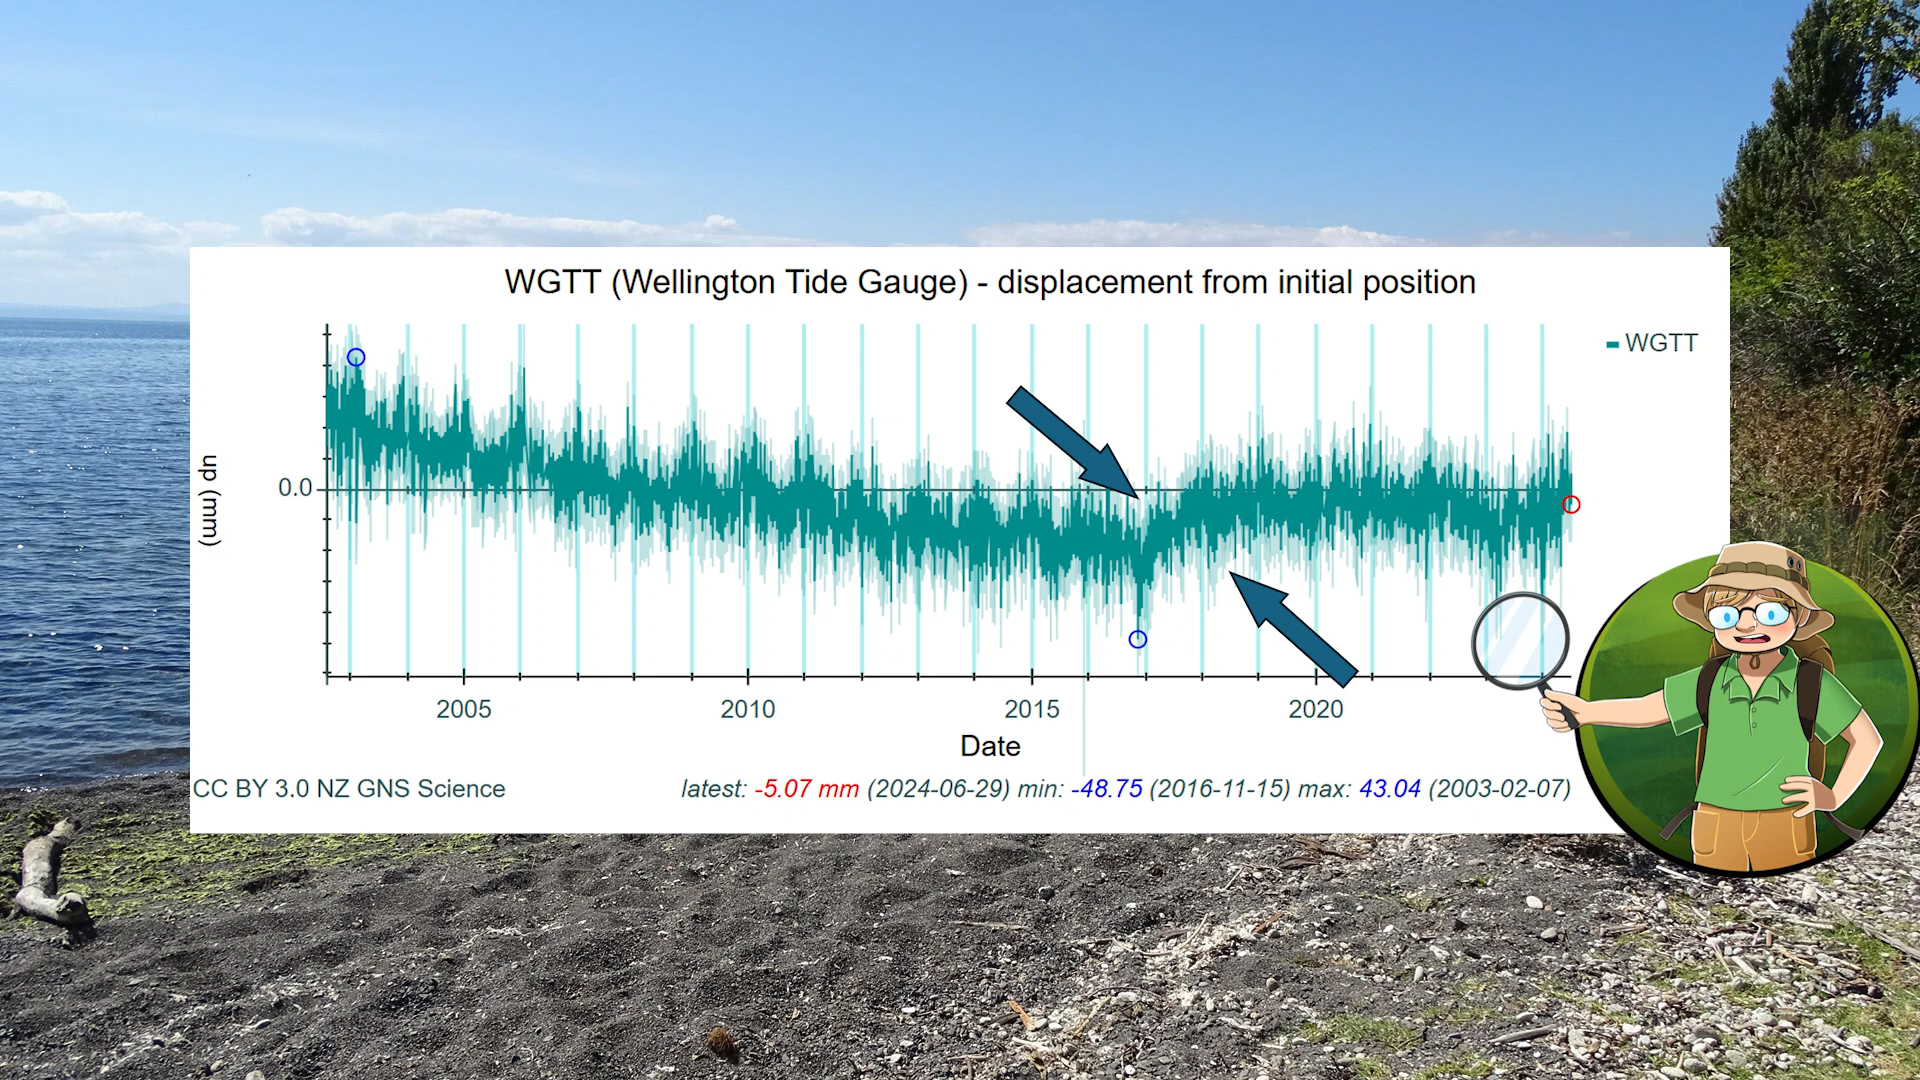 WGTT (Wellington Tide Gauge) - displacement from initial position
WGTT
up (mm)
0.0
2005 2010 2015 2020
Date
CC BY 3.0 NZ GNS Science
latest: -5.07 mm (2024-06-29) min: -48.75 (2016-11-15) max: 43.04 (2003-02-07)